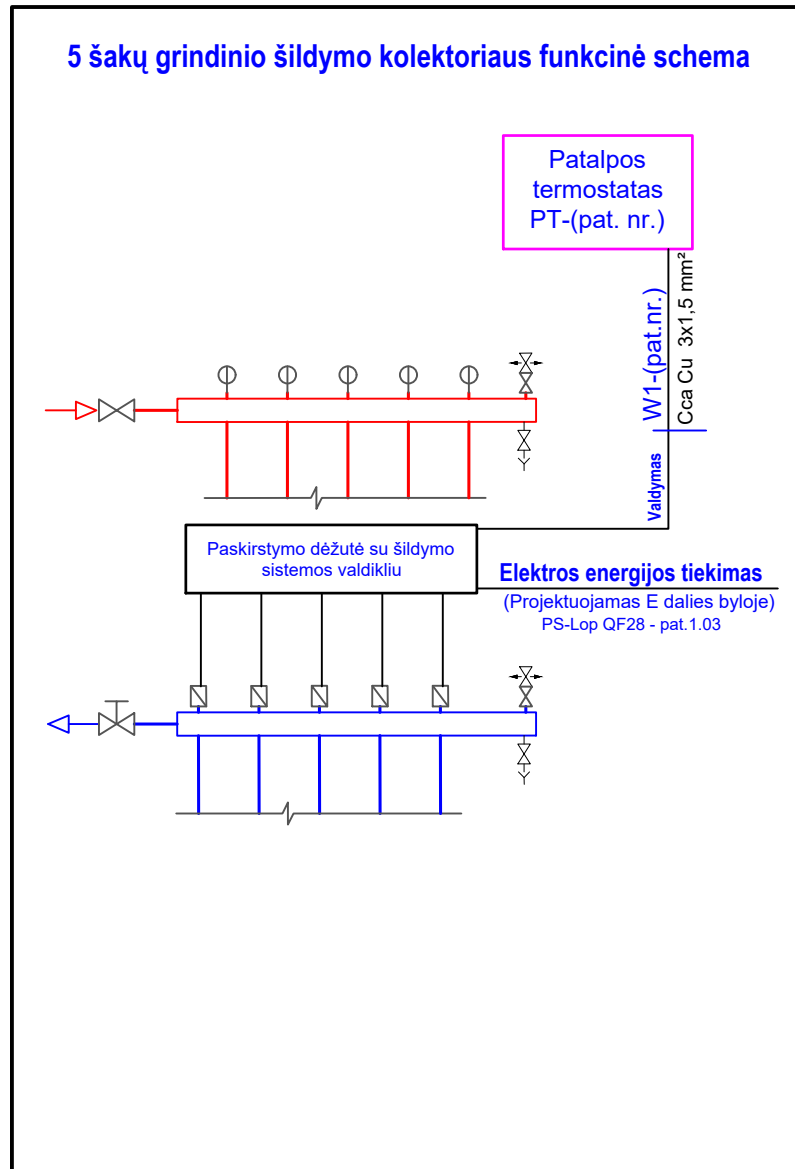 5 šakų grindinio šildymo kolektoriaus funkcinė schema
Patalpos
termostatas
PT-(pat. nr.)
W1-(pat.nr.)
Cca Cu 3x1,5 mm²
Valdymas
Paskirstymo dėžutė su šildymo
sistemos valdikliu
Elektros energijos tiekimas
(Projektuojamas E dalies byloje)
PS-Lop QF28 - pat.1.03